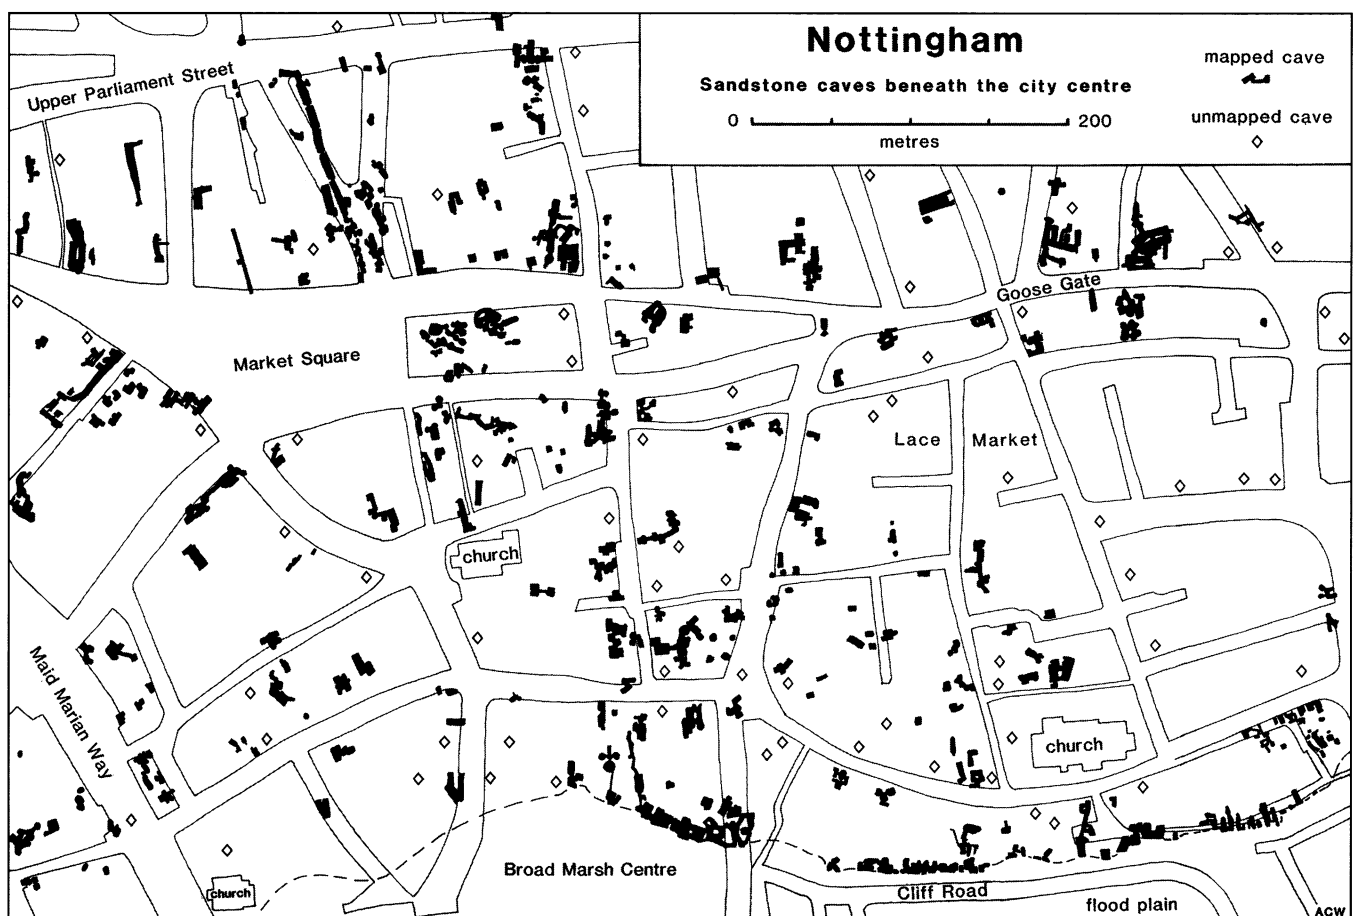 Nottingham
Sandstone caves beneath the city centre
0 200
metres
mapped cave
unmapped cave
Upper Parliament Street
Goose Gate
Market Square
Lace Market
church
Maid Marian Way
church
Broad Marsh Centre
church
Cliff Road
flood plain
ACW